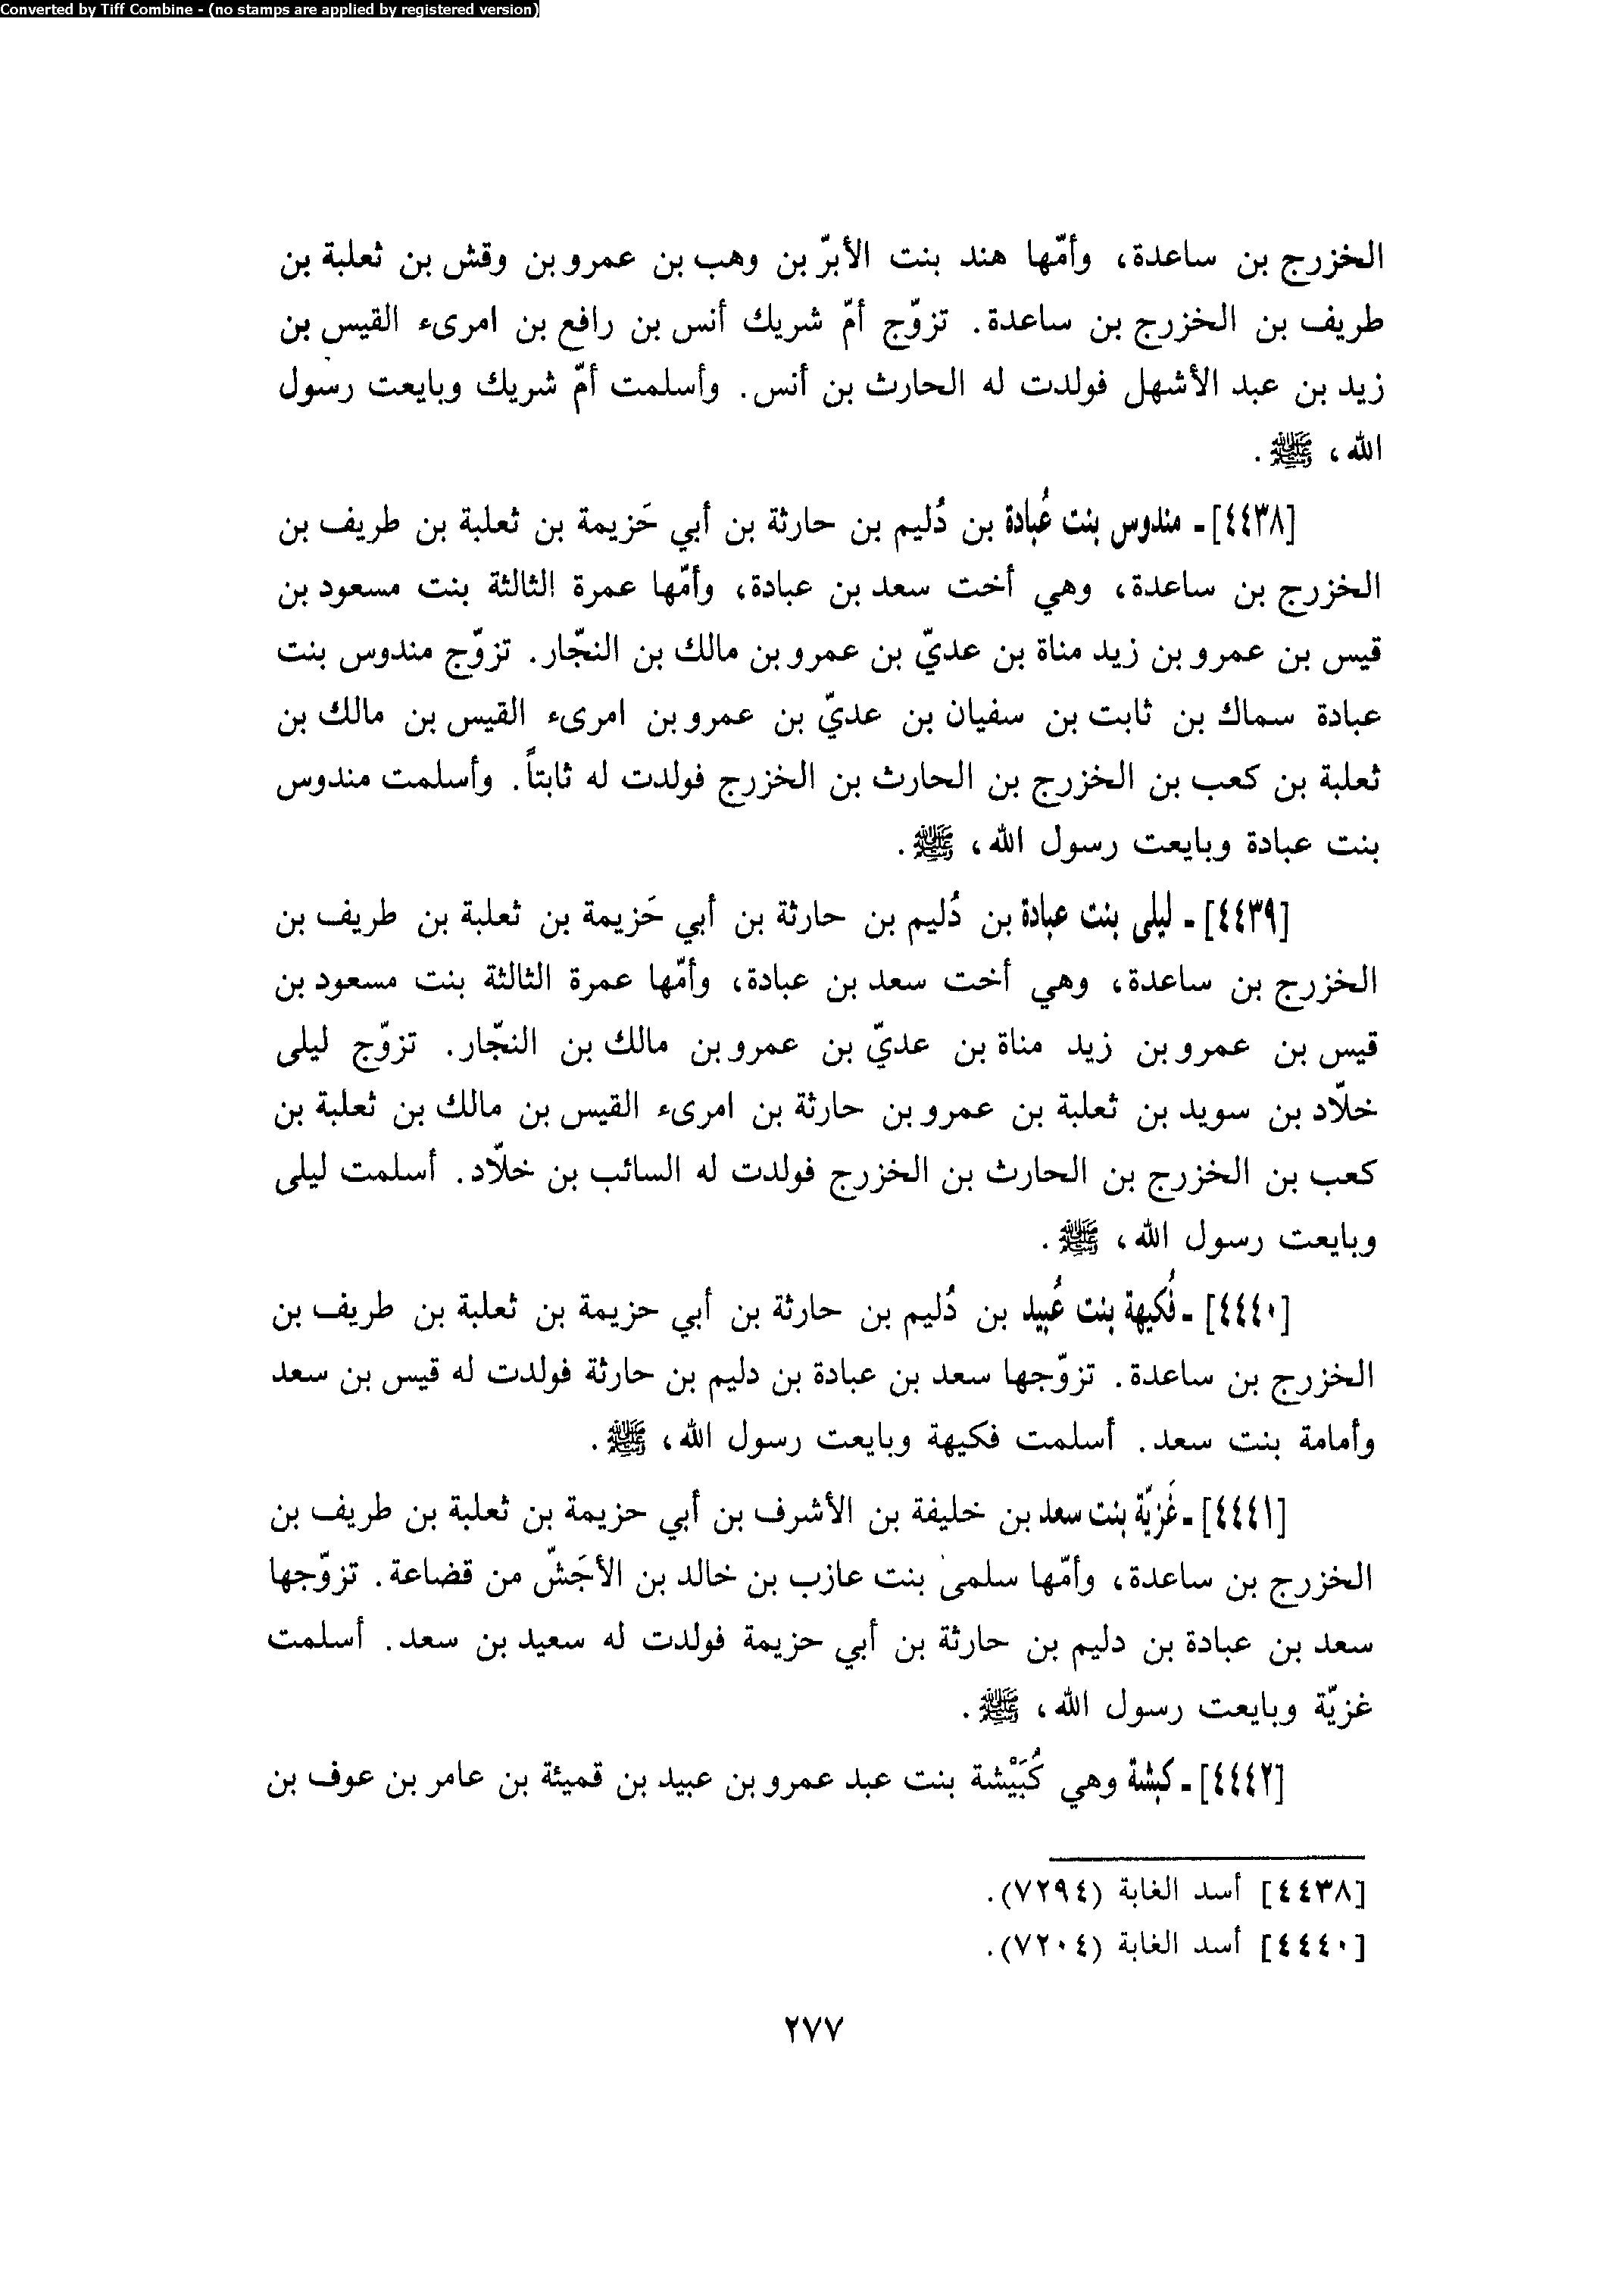 Converted by Tiff Combine - (no stamps are applied by registered version)
الخزرج بن ساعدة، وأمّها هند بنت الأبرّ بن وهب بن عمرو بن وقش بن ثعلبة بن
طريف بن الخزرج بن ساعدة. تزوّج أمّ شريك أنس بن رافع بن امرىء القيس بن
زيد بن عبد الأشهل فولدت له الحارث بن أنس. وأسلمت أمّ شريك وبايعت رسول
الله، ﷺ.
[٤٤٣٨] - مندوس بنت عُبادة بن دُليم بن حارثة بن أبي حَزيمة بن ثعلبة بن طريف بن
الخزرج بن ساعدة، وهي أخت سعد بن عبادة، وأمّها عمرة الثالثة بنت مسعود بن
قيس بن عمرو بن زيد مناة بن عديّ بن عمرو بن مالك بن النجّار. تزوّج مندوس بنت
عبادة سماك بن ثابت بن سفيان بن عديّ بن عمرو بن امرىء القيس بن مالك بن
ثعلبة بن كعب بن الخزرج بن الحارث بن الخزرج فولدت له ثابتاً. وأسلمت مندوس
بنت عبادة وبايعت رسول الله، ﷺ.
[٤٤٣٩] - ليلى بنت عبادة بن دُليم بن حارثة بن أبي حَزيمة بن ثعلبة بن طريف بن
الخزرج بن ساعدة، وهي أخت سعد بن عبادة، وأمّها عمرة الثالثة بنت مسعود بن
قيس بن عمرو بن زيد مناة بن عديّ بن عمرو بن مالك بن النجّار. تزوّج ليلى
خلّاد بن سويد بن ثعلبة بن عمرو بن حارثة بن امرىء القيس بن مالك بن ثعلبة بن
كعب بن الخزرج بن الحارث بن الخزرج فولدت له السائب بن خلّاد. أسلمت ليلى
وبايعت رسول الله، ﷺ.
[٤٤٤٠] - فُكيهة بنت عُبيد بن دُليم بن حارثة بن أبي حزيمة بن ثعلبة بن طريف بن
الخزرج بن ساعدة. تزوّجها سعد بن عبادة بن دليم بن حارثة فولدت له قيس بن سعد
وأمامة بنت سعد. أسلمت فكيهة وبايعت رسول الله، ﷺ.
[٤٤٤١] - غَزيّة بنت سعد بن خليفة بن الأشرف بن أبي حزيمة بن ثعلبة بن طريف بن
الخزرج بن ساعدة، وأمّها سلمى بنت عازب بن خالد بن الأجَشّ من قضاعة. تزوّجها
سعد بن عبادة بن دليم بن حارثة بن أبي حزيمة فولدت له سعيد بن سعد. أسلمت
غزيّة وبايعت رسول الله، ﷺ.
[٤٤٤٢] - كبشة وهي كُبَيْشة بنت عبد عمرو بن عبيد بن قميئة بن عامر بن عوف بن
[٤٤٣٨] أسد الغابة (٧٢٩٤).
[٤٤٤٠] أسد الغابة (٧٢٠٤).
٢٧٧